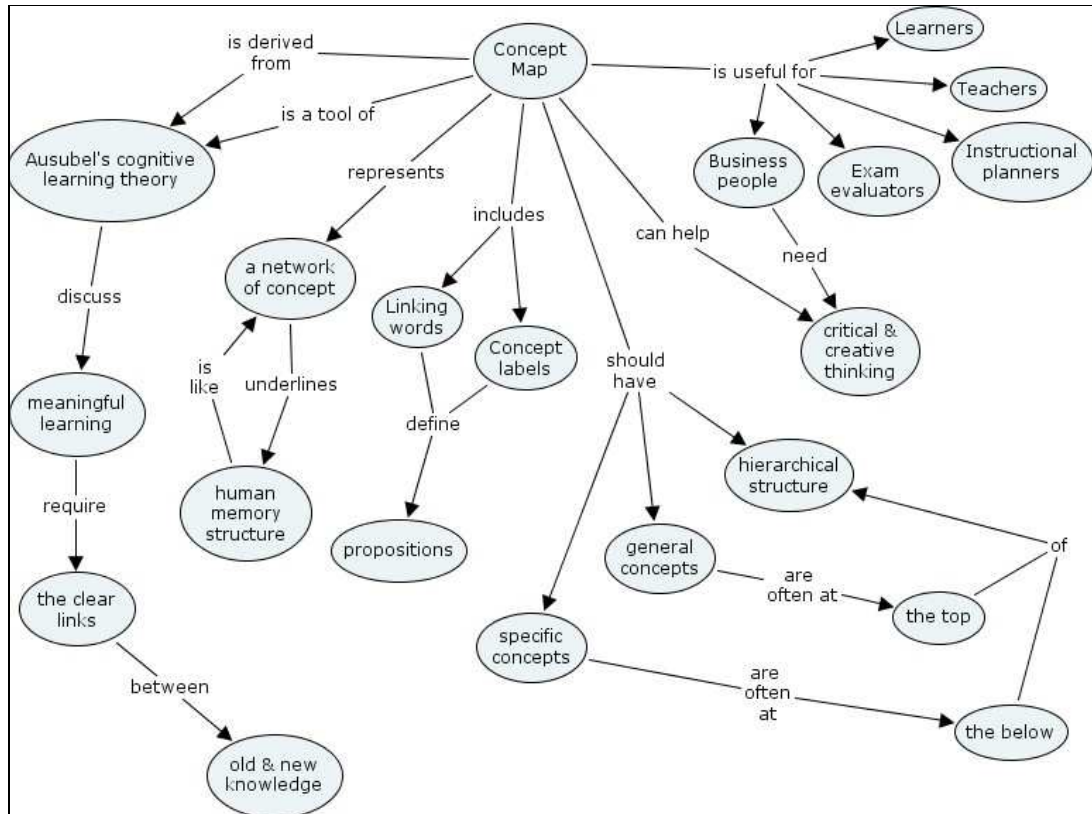 Concept
Map
is derived
from
is a tool of
Ausubel's cognitive
learning theory
discuss
meaningful
learning
require
the clear
links
between
old & new
knowledge
represents
a network
of concept
is
like
underlines
human
memory
structure
includes
Linking
words
Concept
labels
define
propositions
should
have
hierarchical
structure
general
concepts
are
often at
the top
specific
concepts
are
often
at
the below
of
can help
critical &
creative
thinking
is useful for
Learners
Teachers
Instructional
planners
Exam
evaluators
Business
people
need